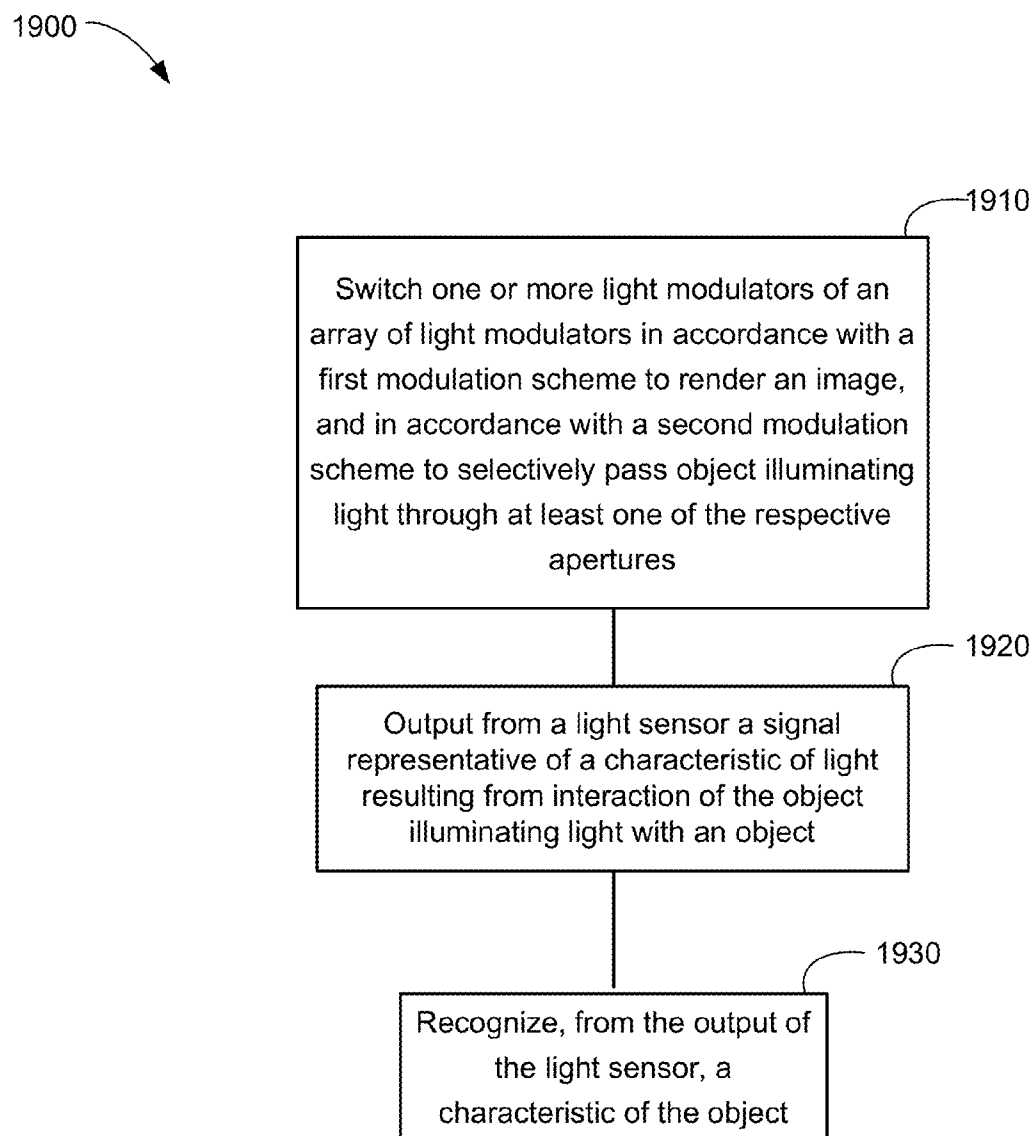 1900
1910
Switch one or more light modulators of an
array of light modulators in accordance with a
first modulation scheme to render an image,
and in accordance with a second modulation
scheme to selectively pass object illuminating
light through at least one of the respective
apertures
1920
Output from a light sensor a signal
representative of a characteristic of light
resulting from interaction of the object
illuminating light with an object
1930
Recognize, from the output of
the light sensor, a
characteristic of the object